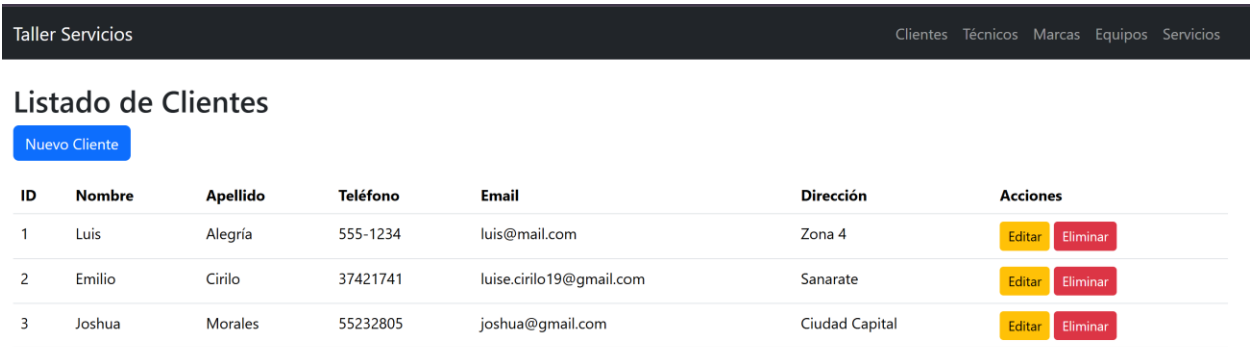 Taller Servicios Clientes Técnicos Marcas Equipos Servicios
Listado de Clientes
Nuevo Cliente
ID Nombre Apellido Teléfono Email Dirección Acciones
1 Luis Alegría 555-1234 luis@mail.com Zona 4 Editar Eliminar
2 Emilio Cirilo 37421741 luise.cirilo19@gmail.com Sanarate Editar Eliminar
3 Joshua Morales 55232805 joshua@gmail.com Ciudad Capital Editar Eliminar